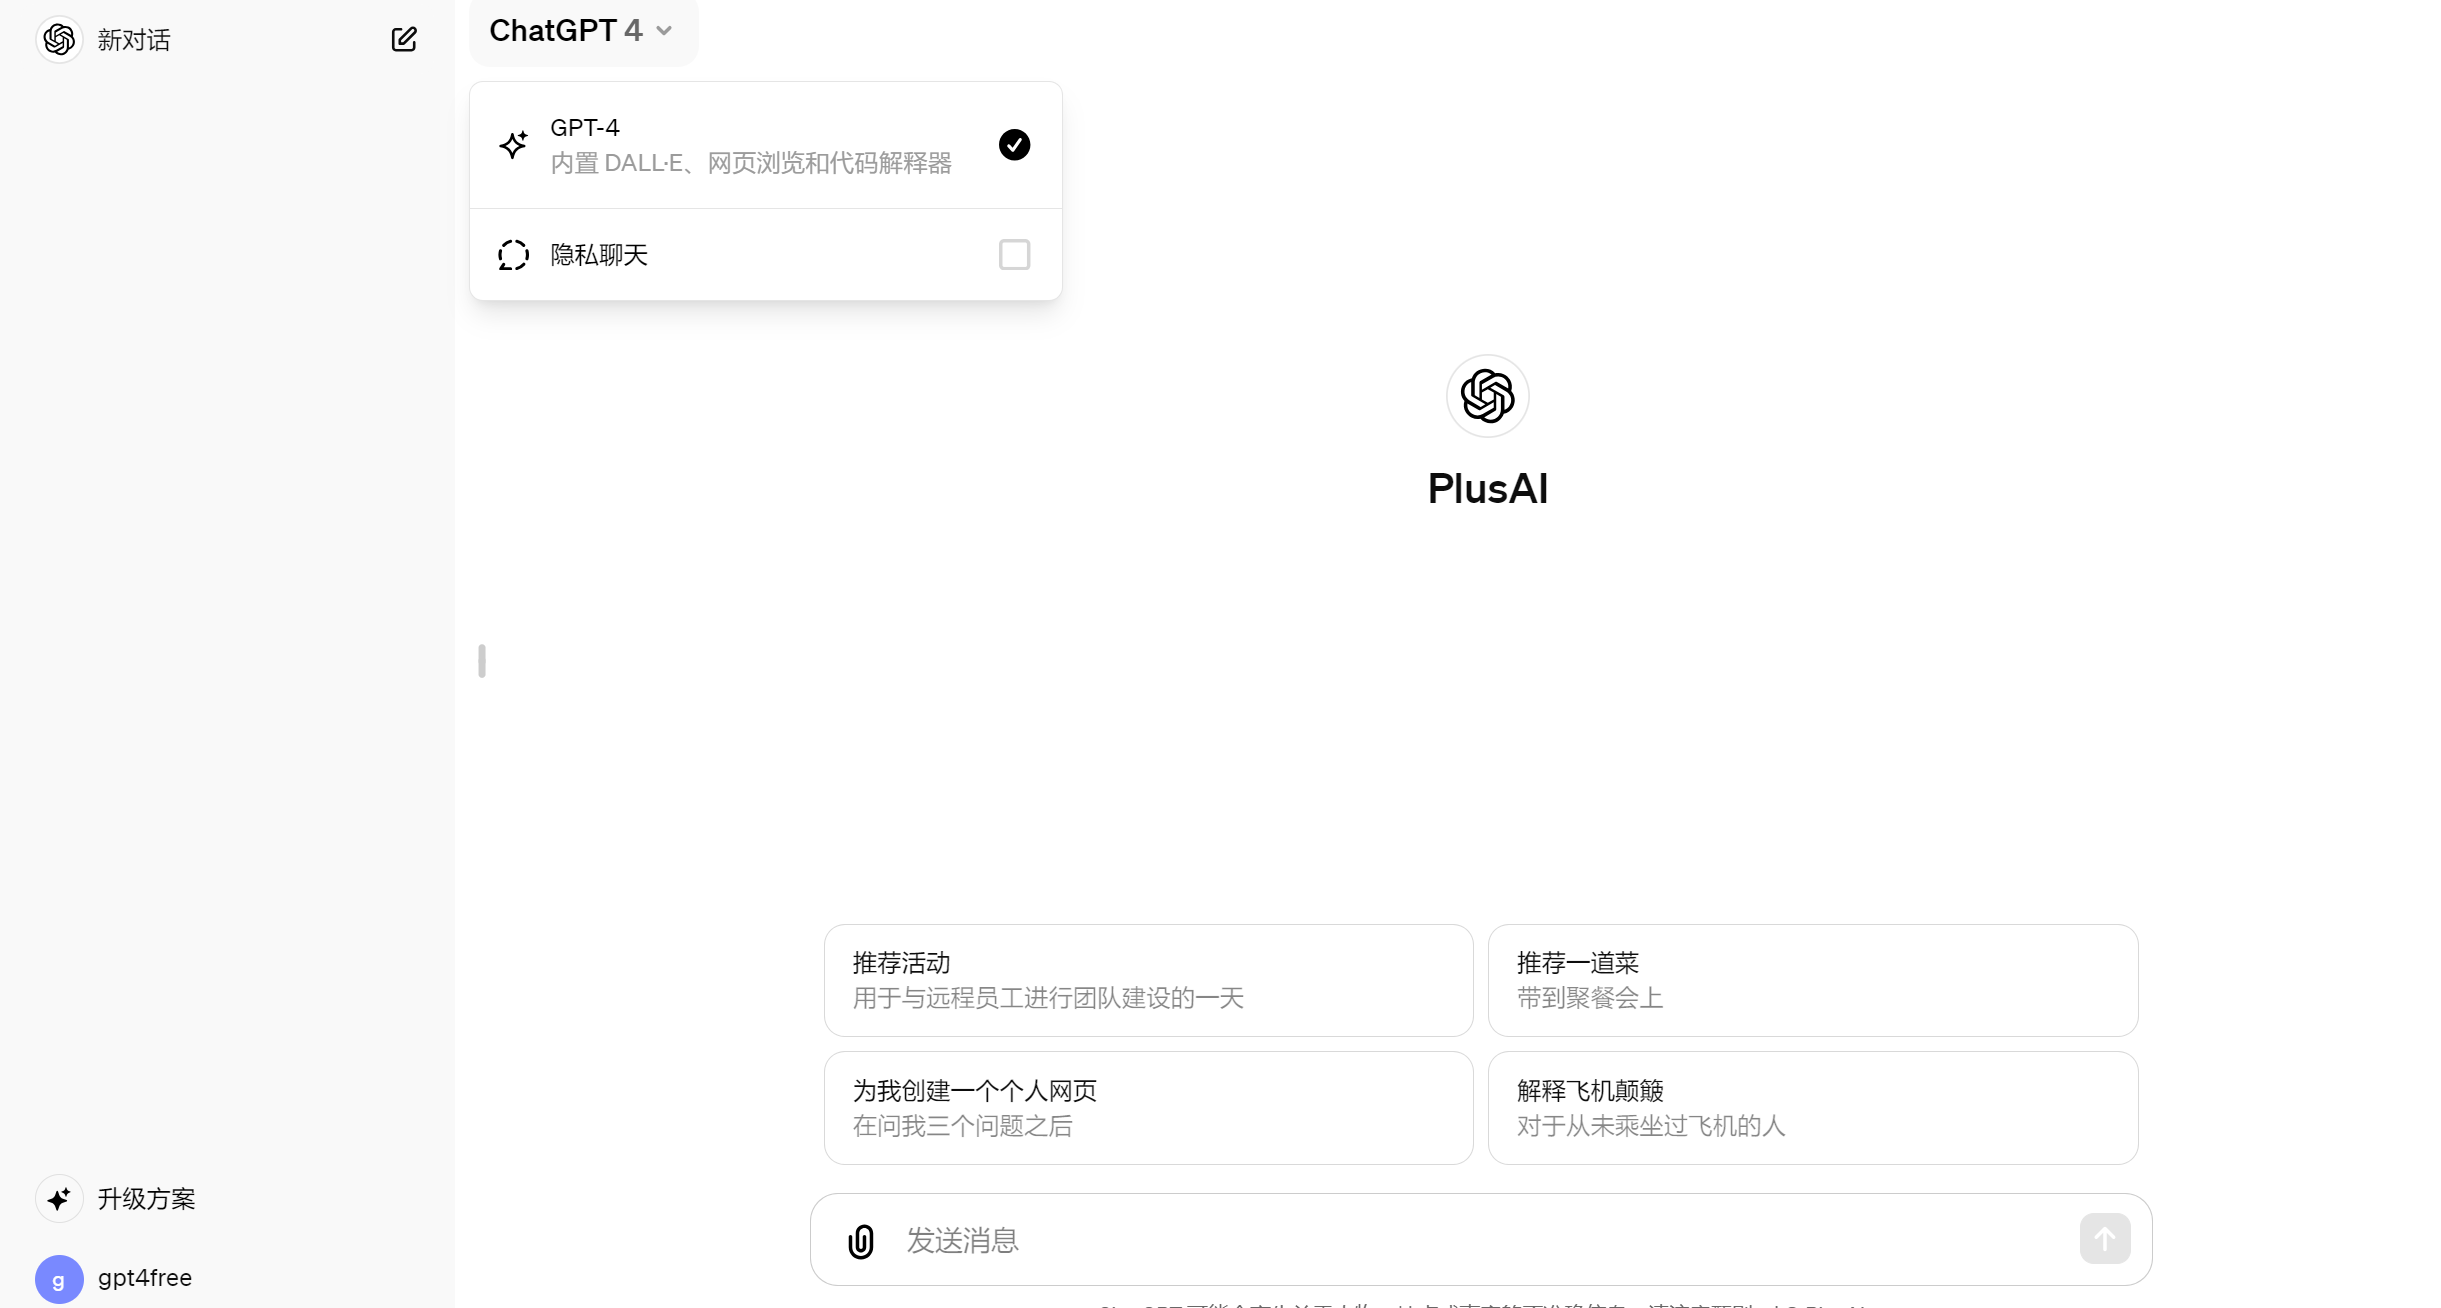 新对话
ChatGPT 4
GPT-4
内置 DALL·E、网页浏览和代码解释器
隐私聊天
PlusAI
推荐活动
用于与远程员工进行团队建设的一天
推荐一道菜
带到聚餐会上
为我创建一个个人网页
在问我三个问题之后
解释飞机颠簸
对于从未乘坐过飞机的人
升级方案
发送消息
g
gpt4free